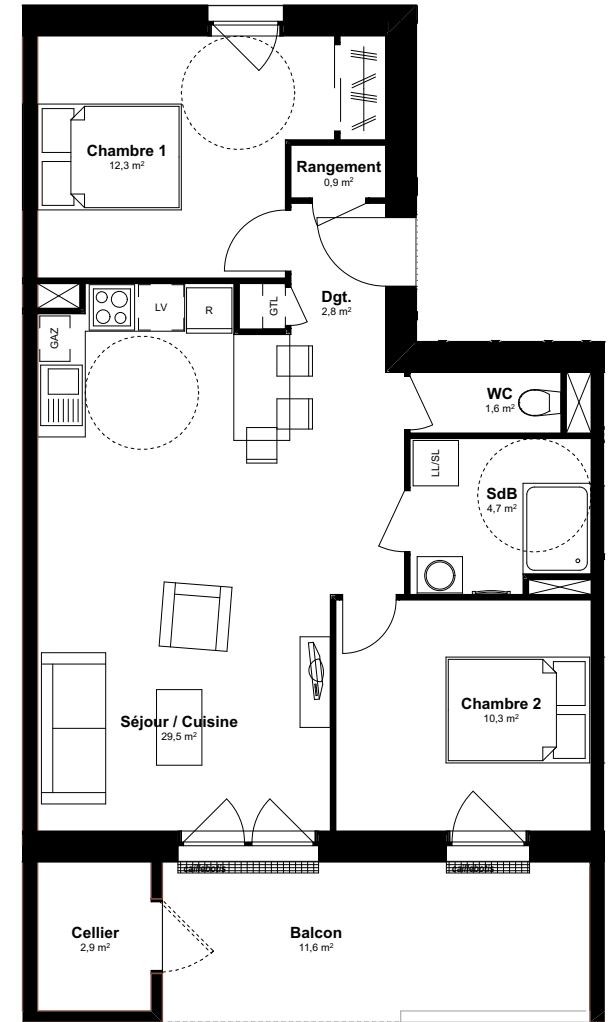 Chambre 1
12,3 m²
Rangement
0,9 m²
Dgt.
2,8 m²
LV
R
GTL
GAZ
WC
1,6 m²
LL/SL
SdB
4,7 m²
Chambre 2
10,3 m²
Séjour / Cuisine
29,5 m²
caillebotis
caillebotis
Cellier
2,9 m²
Balcon
11,6 m²